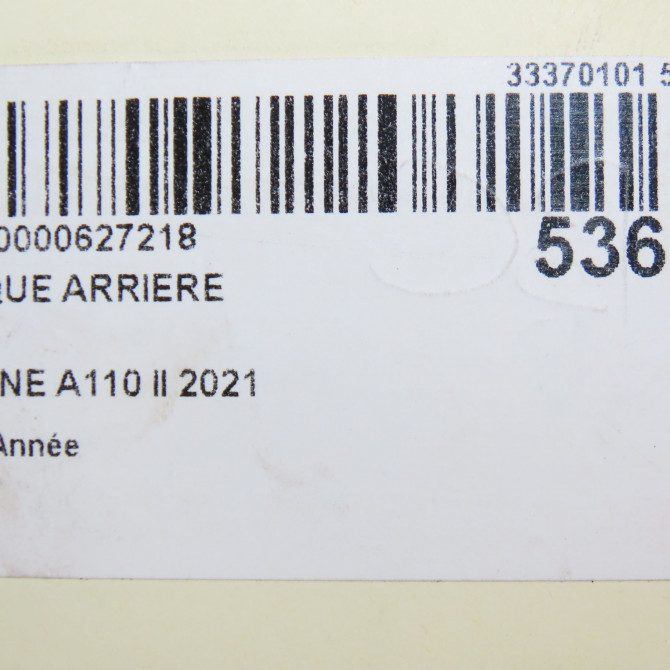 33370101 5
0000627218
536
QUE ARRIERE
NE A110 II 2021
Année